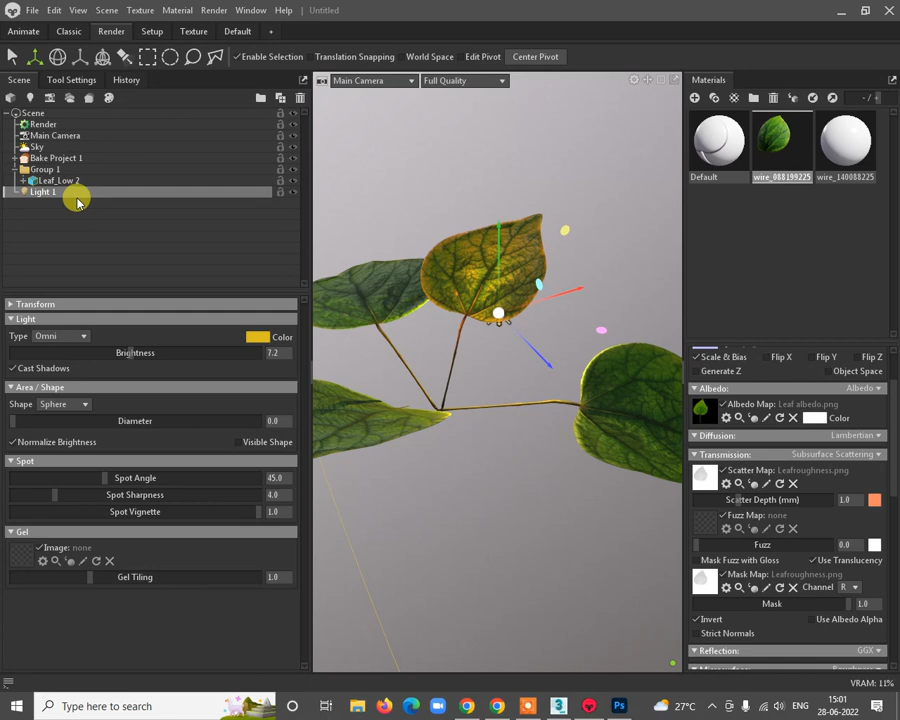 File Edit View Scene Texture Material Render Window Help Untitled
Animate Classic Render Setup Texture Default +
Enable Selection Translation Snapping World Space Edit Pivot Center Pivot
Scene Tool Settings History
Main Camera Full Quality
Materials
- / -
Scene
Render
Main Camera
Sky
Bake Project 1
Group 1
Leaf_Low 2
Light 1
Default wire_088199225 wire_140088225
Transform
Light
Type Omni Color
Brightness 7.2
Cast Shadows
Area / Shape
Shape Sphere
Diameter 0.0
Normalize Brightness Visible Shape
Spot
Spot Angle 45.0
Spot Sharpness 4.0
Spot Vignette 1.0
Gel
Image: none
Gel Tiling 1.0
Scale & Bias Flip X Flip Y Flip Z
Generate Z Object Space
Albedo: Albedo
Albedo Map: Leaf albedo.png
Color
Diffusion: Lambertian
Transmission: Subsurface Scattering
Scatter Map: Leafroughness.png
Scatter Depth (mm) 1.0
Fuzz Map: none
Fuzz 0.0
Mask Fuzz with Gloss Use Translucency
Mask Map: Leafroughness.png
Channel R
Mask 1.0
Invert Use Albedo Alpha
Strict Normals
Reflection: GGX
VRAM: 11%
Type here to search
3
Ps
27°C
ENG
15:01
28-06-2022